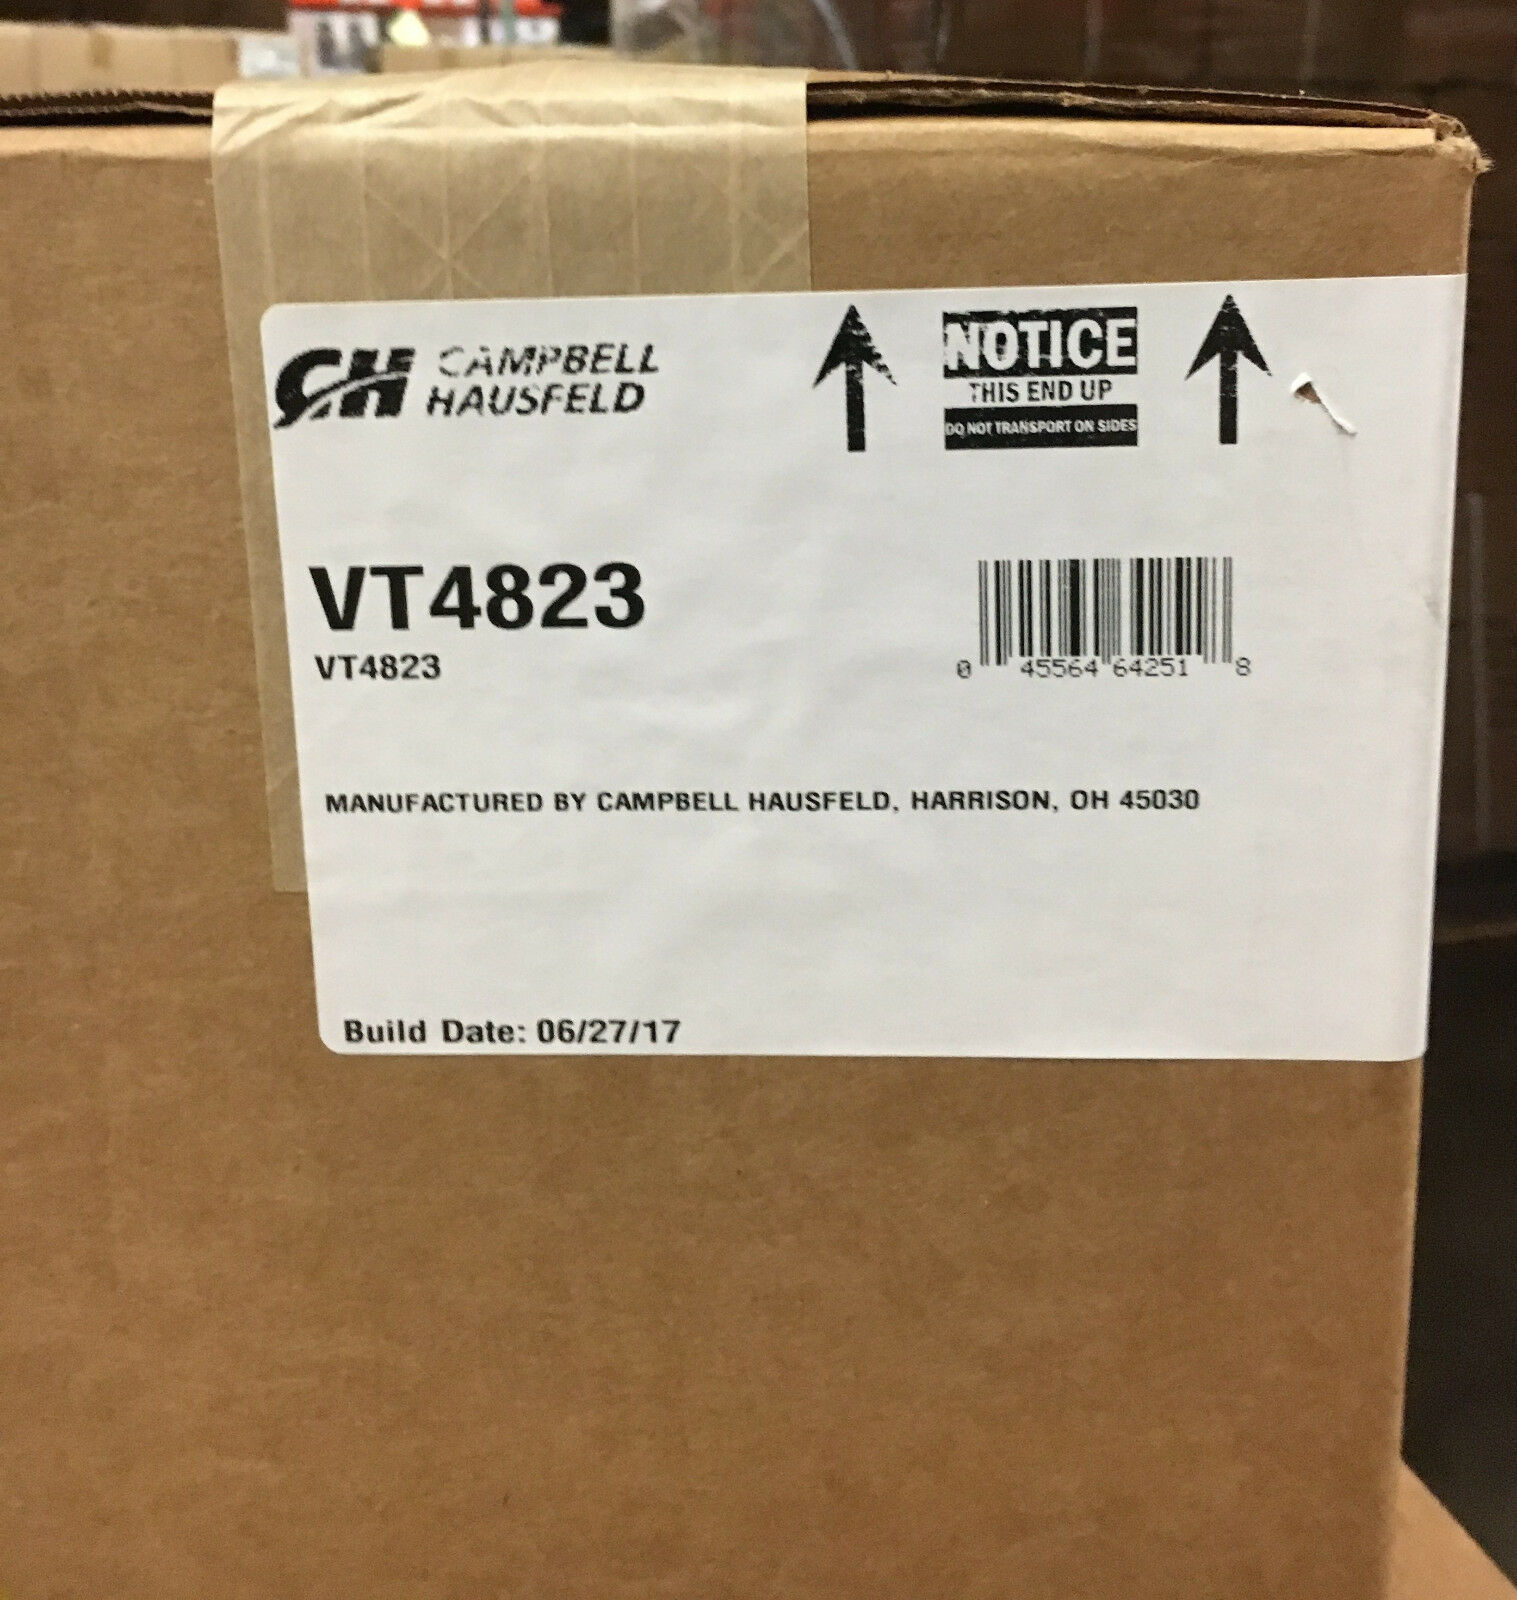 CH CAMPBELL
HAUSFELD
NOTICE
THIS END UP
DO NOT TRANSPORT ON SIDES
VT4823
VT4823
0 45564 64251 8
MANUFACTURED BY CAMPBELL HAUSFELD, HARRISON, OH 45030
Build Date: 06/27/17